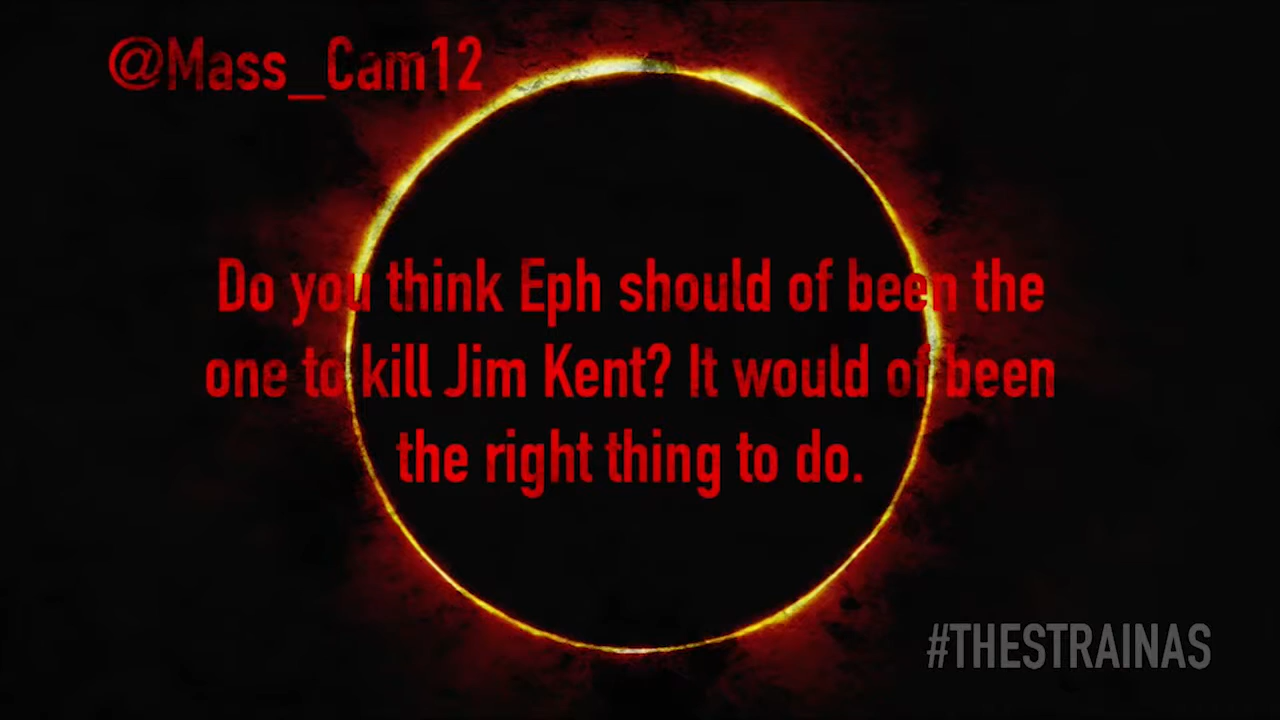 @Mass_Cam12
Do you think Eph should of been the
one to kill Jim Kent? It would of been
the right thing to do.
#THESTRAINAS